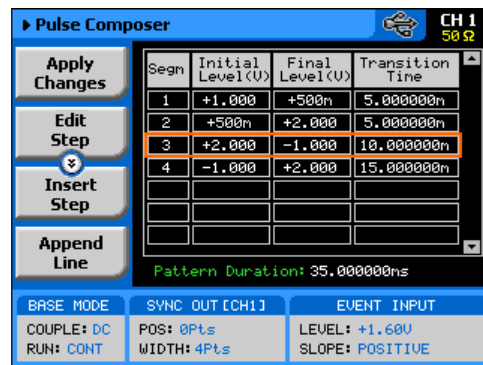 Pulse Composer
CH 1
50 Ω
Apply Changes
Edit Step
Insert Step
Append Line
Segn Initial Level(V) Final Level(V) Transition Time
1 +1.000 +500m 5.000000m
2 +500m +2.000 5.000000m
3 +2.000 -1.000 10.000000m
4 -1.000 +2.000 15.000000m
Pattern Duration: 35.000000ms
BASE MODE
COUPLE: DC
RUN: CONT
SYNC OUT [CH1]
POS: 0Pts
WIDTH: 4Pts
EVENT INPUT
LEVEL: +1.60V
SLOPE: POSITIVE